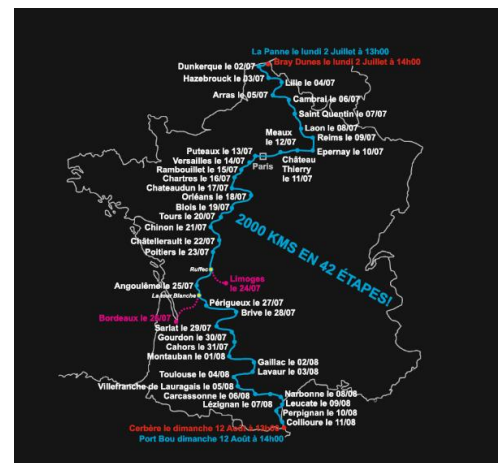 La Panne le lundi 2 Juillet à 13h00
Bray Dunes le lundi 2 Juillet à 14h00
Dunkerque le 02/07
Hazebrouck le 03/07
Lille le 04/07
Arras le 05/07
Cambrai le 06/07
Saint Quentin le 07/07
Laon le 08/07
Reims le 09/07
Epernay le 10/07
Château
Thierry
le 11/07
Meaux
le 12/07
Paris
Puteaux le 13/07
Versailles le 14/07
Rambouillet le 15/07
Chartres le 16/07
Chateaudun le 17/07
Orléans le 18/07
Blois le 19/07
Tours le 20/07
Chinon le 21/07
Châtellerault le 22/07
Poitiers le 23/07
2000 KMS EN 42 ÉTAPES!
Ruffec
Limoges
le 24/07
Angoulême le 25/07
La tour Blanche
Bordeaux le 26/07
Périgueux le 27/07
Brive le 28/07
Sarlat le 29/07
Gourdon le 30/07
Cahors le 31/07
Montauban le 01/08
Gaillac le 02/08
Lavaur le 03/08
Toulouse le 04/08
Villefranche de Lauragais le 05/08
Carcassonne le 06/08
Lézignan le 07/08
Narbonne le 08/08
Leucate le 09/08
Perpignan le 10/08
Collioure le 11/08
Cerbère le dimanche 12 Août à 13h00
Port Bou dimanche 12 Août à 14h00